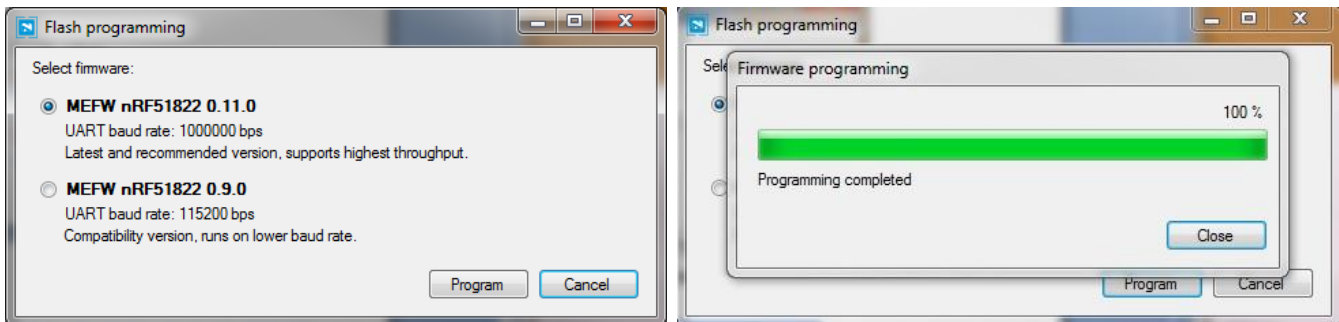 Flash programming
Select firmware:
MEFW nRF51822 0.11.0
UART baud rate: 1000000 bps
Latest and recommended version, supports highest throughput.
MEFW nRF51822 0.9.0
UART baud rate: 115200 bps
Compatibility version, runs on lower baud rate.
Program Cancel
Flash programming
Sele
Firmware programming
100 %
Programming completed
Close
Program Cancel